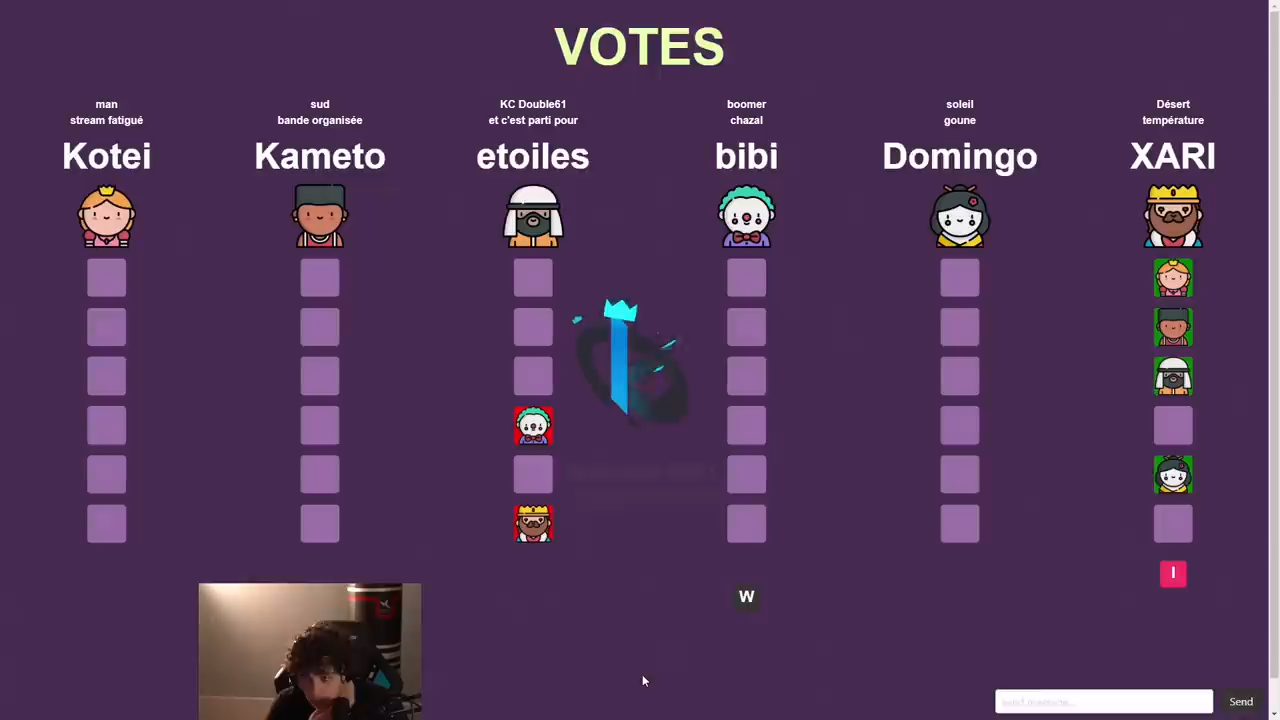 VOTES
man
stream fatigué
Kotei
sud
bande organisée
Kameto
KC Double61
et c'est parti pour
etoiles
boomer
chazal
bibi
soleil
goune
Domingo
Désert
température
XARI
I
W
Send